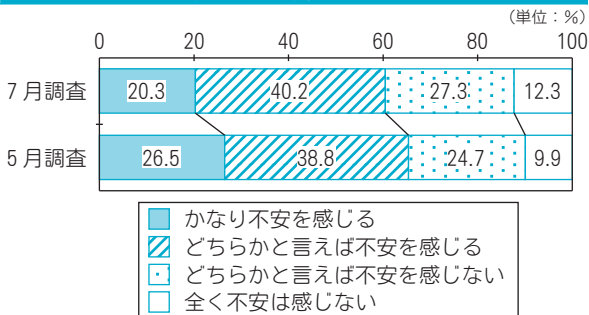 （単位：%）
0 20 40 60 80 100
7月調査 20.3 40.2 27.3 12.3
5月調査 26.5 38.8 24.7 9.9
かなり不安を感じる
どちらかと言えば不安を感じる
どちらかと言えば不安を感じない
全く不安は感じない